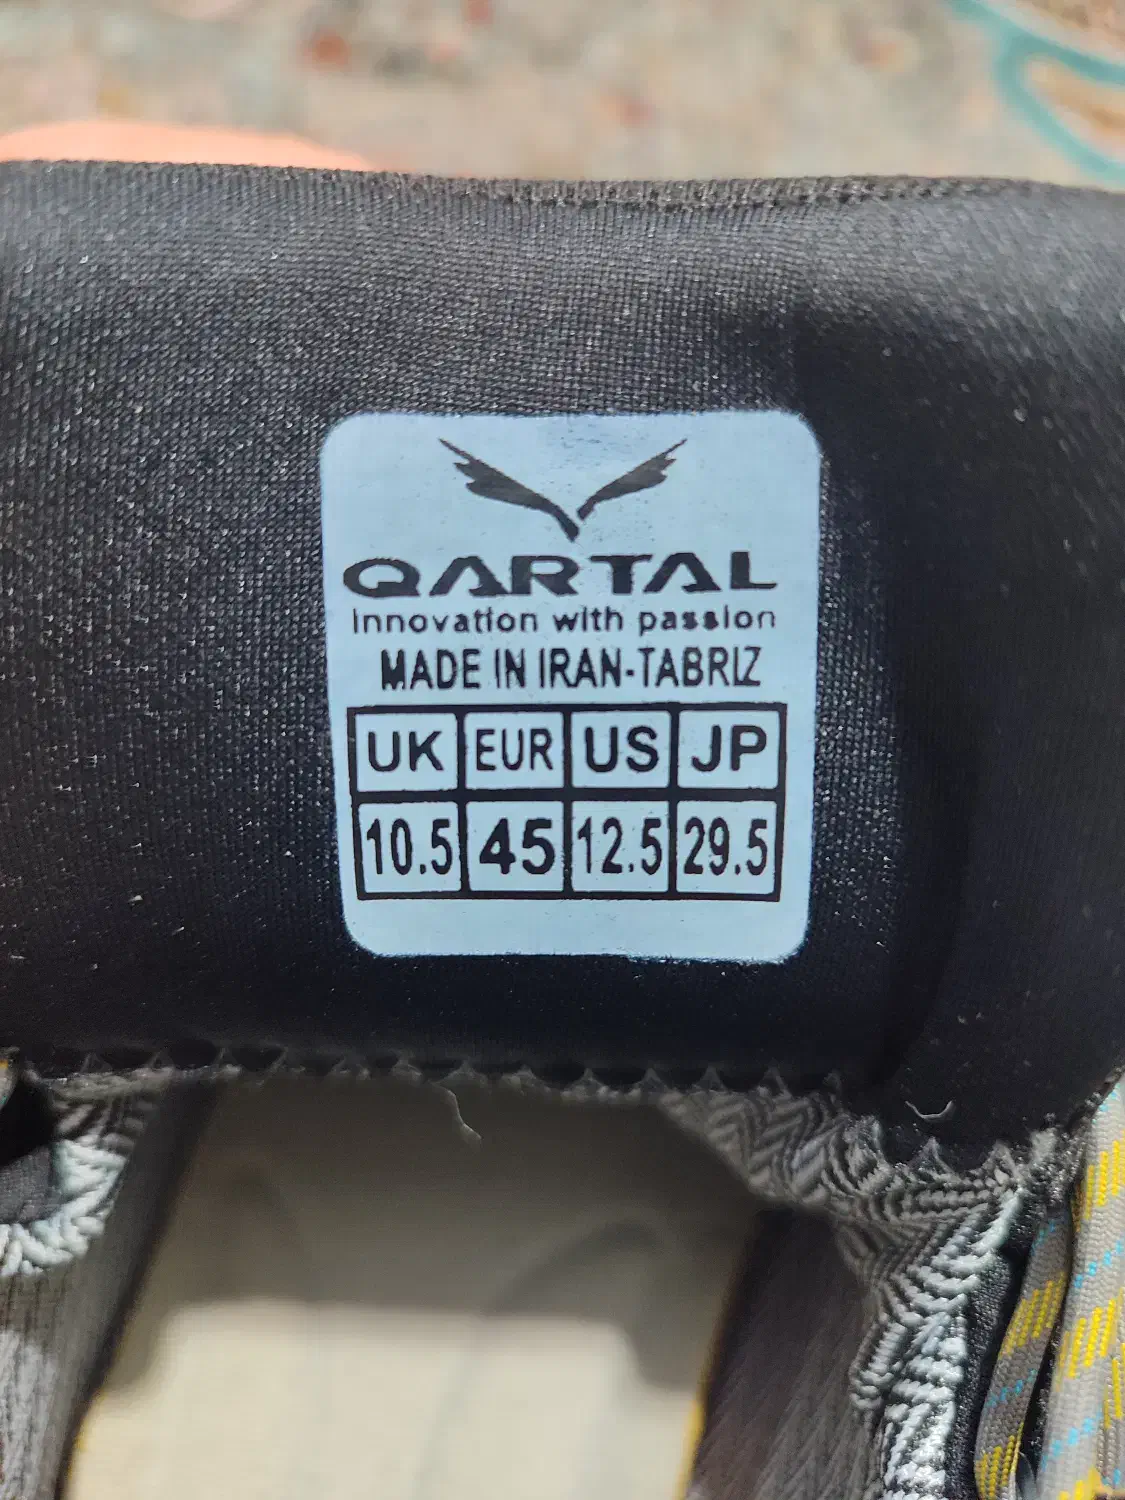 QARTAL
innovation with passion
MADE IN IRAN-TABRIZ
UK EUR US JP
10.5 45 12.5 29.5